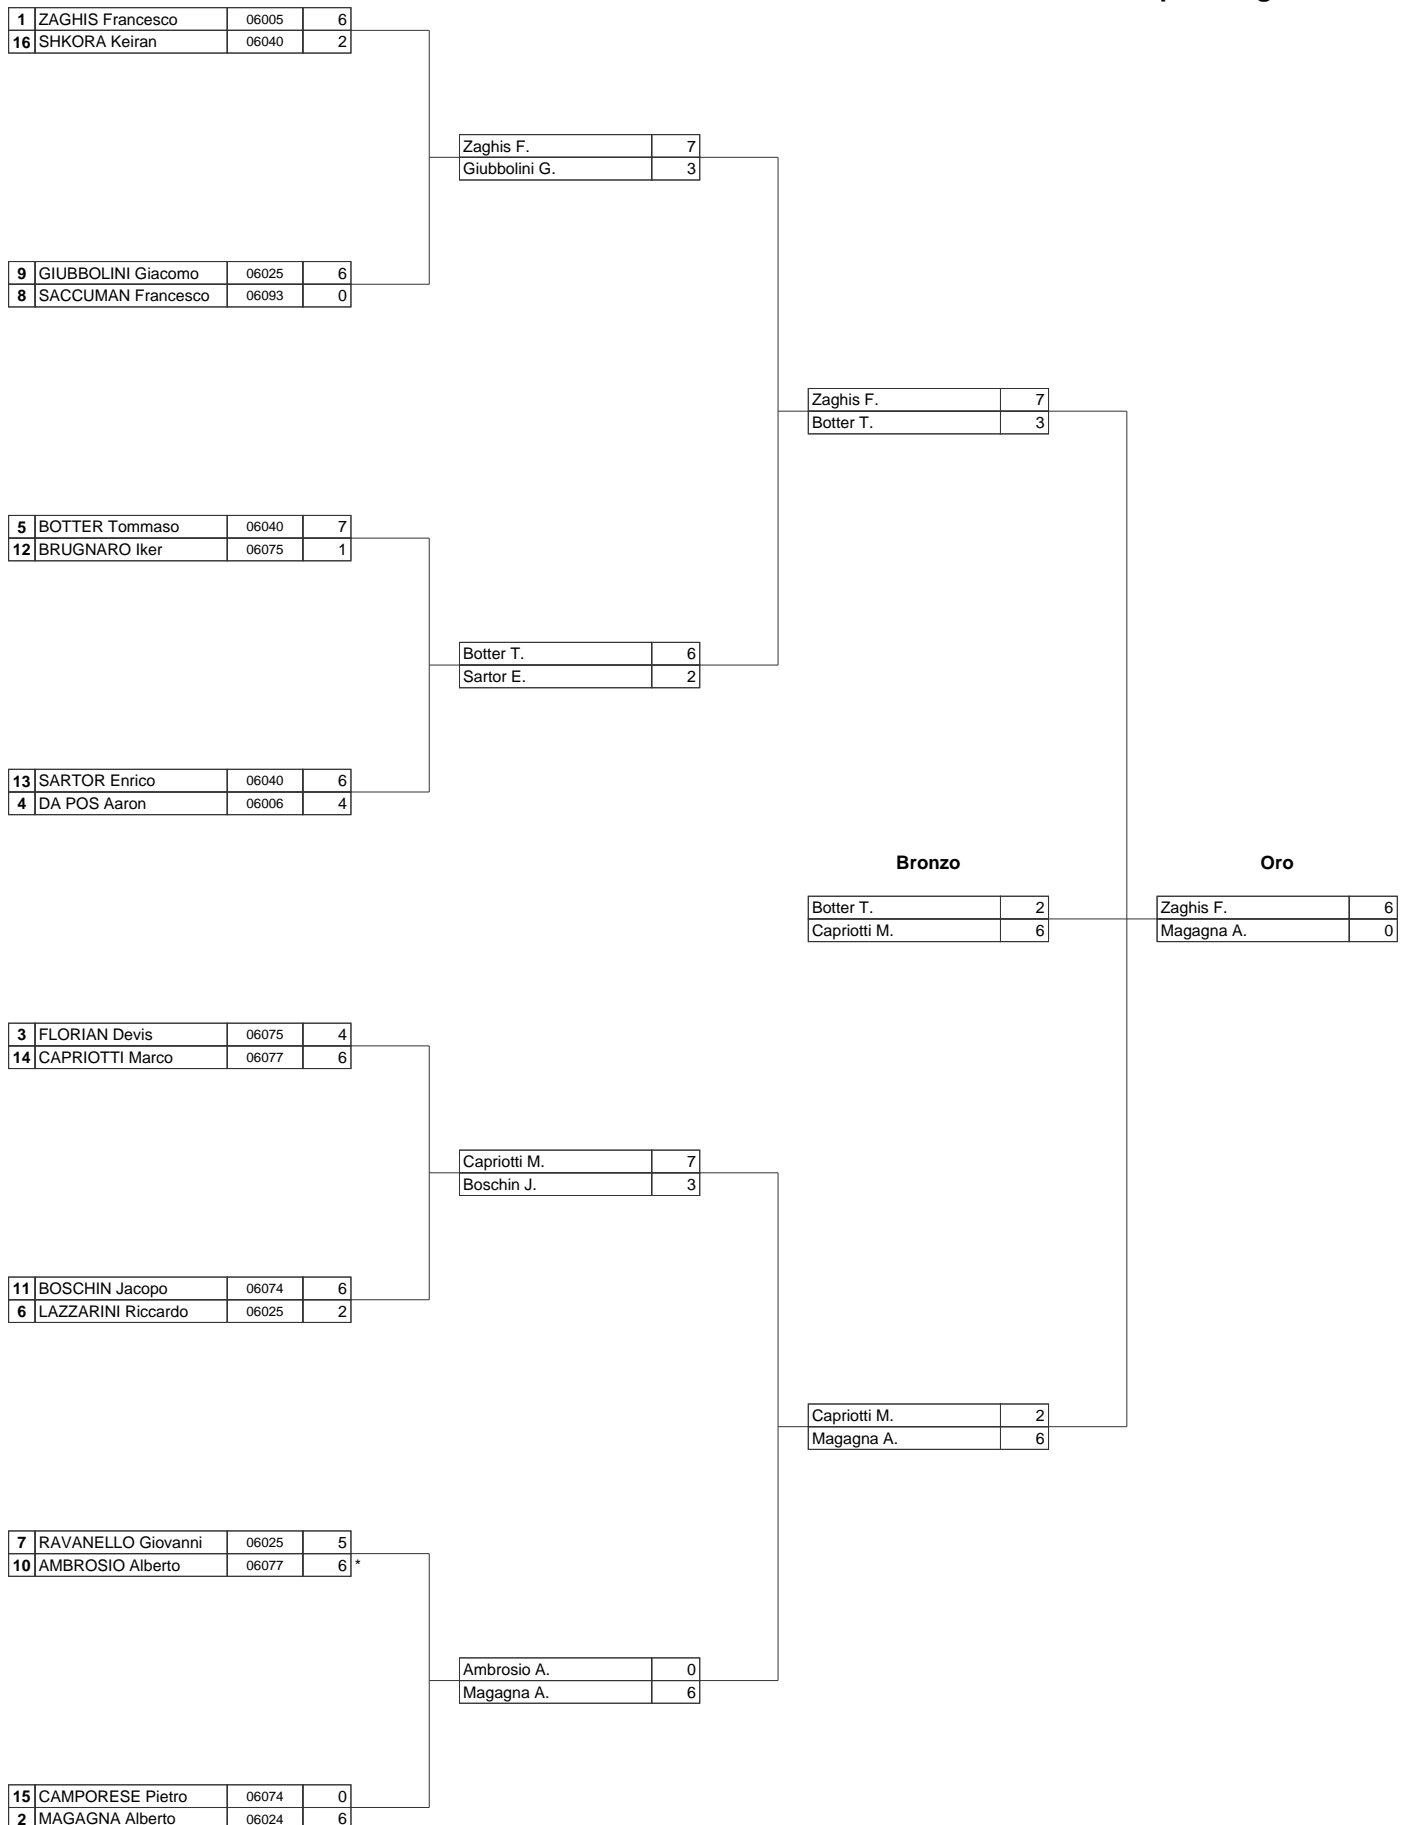 1 ZAGHIS Francesco 06005 6
16 SHKORA Keiran 06040 2
Zaghis F. 7
Giubbolini G. 3
9 GIUBBOLINI Giacomo 06025 6
8 SACCUMAN Francesco 06093 0
Zaghis F. 7
Botter T. 3
5 BOTTER Tommaso 06040 7
12 BRUGNARO Iker 06075 1
Botter T. 6
Sartor E. 2
13 SARTOR Enrico 06040 6
4 DA POS Aaron 06006 4
Bronzo Oro
Botter T. 2 Zaghis F. 6
Capriotti M. 6 Magagna A. 0
3 FLORIAN Devis 06075 4
14 CAPRIOTTI Marco 06077 6
Capriotti M. 7
Boschin J. 3
11 BOSCHIN Jacopo 06074 6
6 LAZZARINI Riccardo 06025 2
Capriotti M. 2
Magagna A. 6
7 RAVANELLO Giovanni 06025 5
10 AMBROSIO Alberto 06077 6 *
Ambrosio A. 0
Magagna A. 6
15 CAMPORESE Pietro 06074 0
2 MAGAGNA Alberto 06024 6